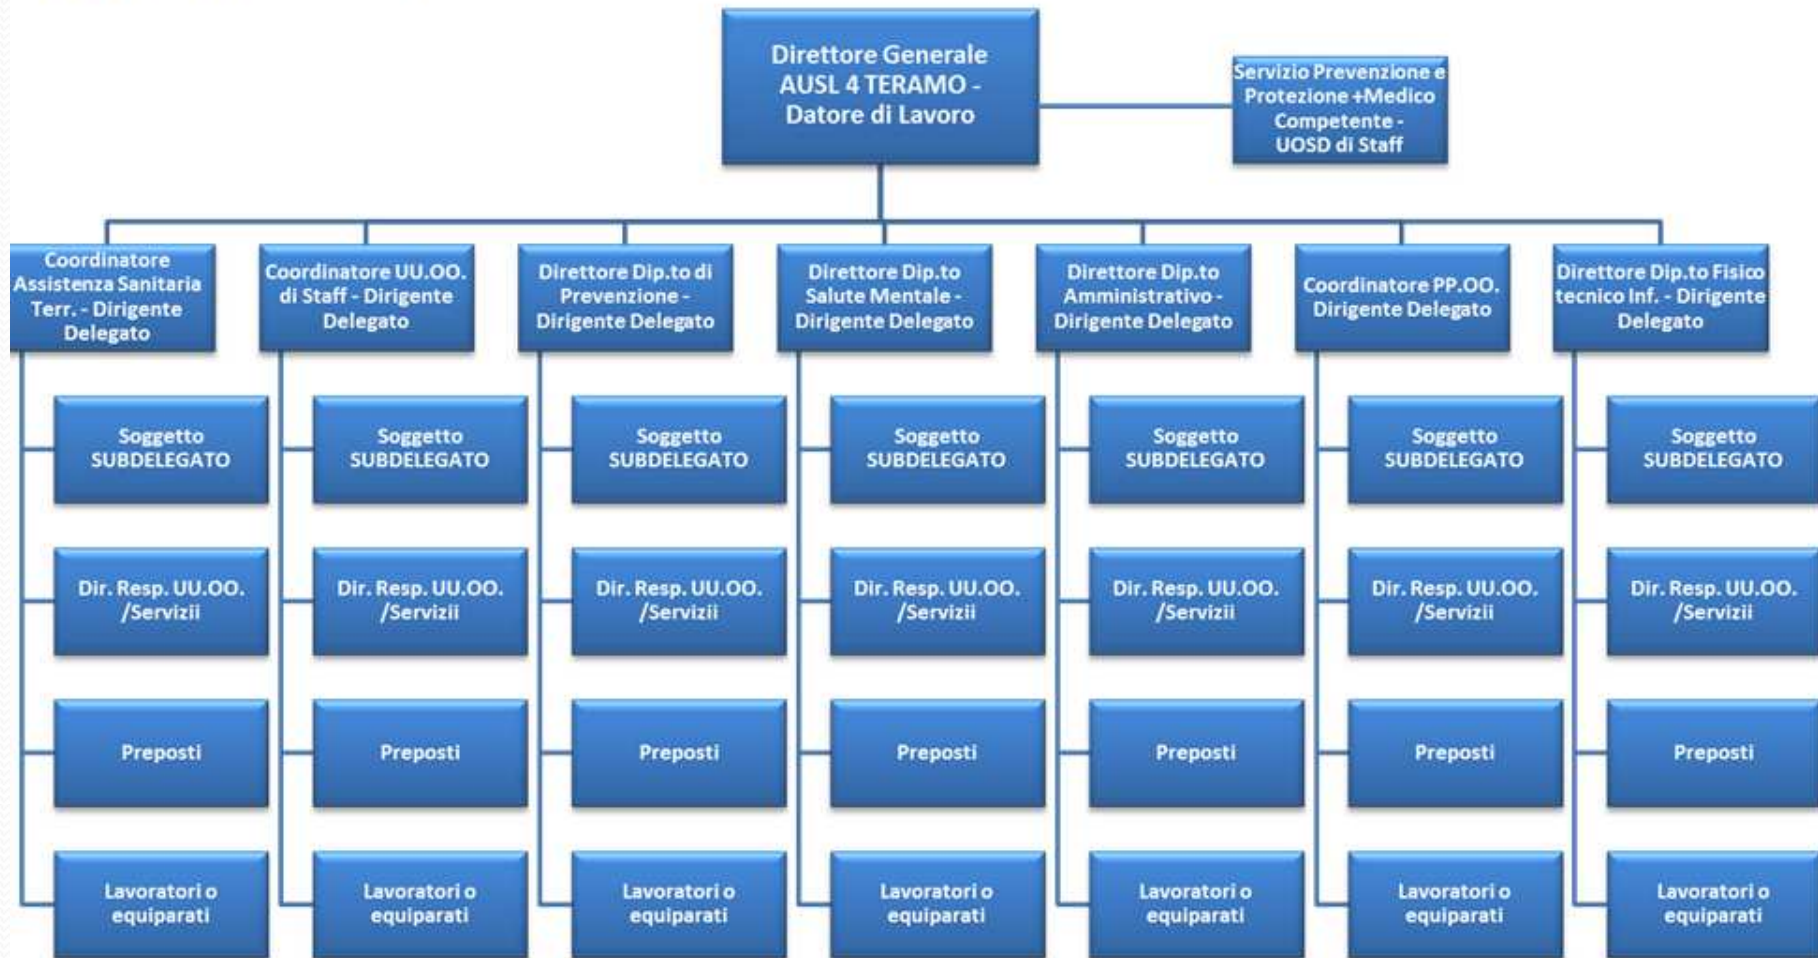 Direttore Generale
AUSL 4 TERAMO -
Datore di Lavoro
Servizio Prevenzione e
Protezione +Medico
Competente -
UOSD di Staff
Coordinatore
Assistenza Sanitaria
Terr. - Dirigente
Delegato
Coordinatore UU.OO.
di Staff - Dirigente
Delegato
Direttore Dip.to di
Prevenzione -
Dirigente Delegato
Direttore Dip.to
Salute Mentale -
Dirigente Delegato
Direttore Dip.to
Amministrativo -
Dirigente Delegato
Coordinatore PP.OO.
Dirigente Delegato
Direttore Dip.to Fisico
tecnico Inf. - Dirigente
Delegato
Soggetto
SUBDELEGATO
Soggetto
SUBDELEGATO
Soggetto
SUBDELEGATO
Soggetto
SUBDELEGATO
Soggetto
SUBDELEGATO
Soggetto
SUBDELEGATO
Soggetto
SUBDELEGATO
Dir. Resp. UU.OO.
/Servizii
Dir. Resp. UU.OO.
/Servizii
Dir. Resp. UU.OO.
/Servizii
Dir. Resp. UU.OO.
/Servizii
Dir. Resp. UU.OO.
/Servizii
Dir. Resp. UU.OO.
/Servizii
Dir. Resp. UU.OO.
/Servizii
Preposti
Preposti
Preposti
Preposti
Preposti
Preposti
Preposti
Lavoratori o
equiparati
Lavoratori o
equiparati
Lavoratori o
equiparati
Lavoratori o
equiparati
Lavoratori o
equiparati
Lavoratori o
equiparati
Lavoratori o
equiparati